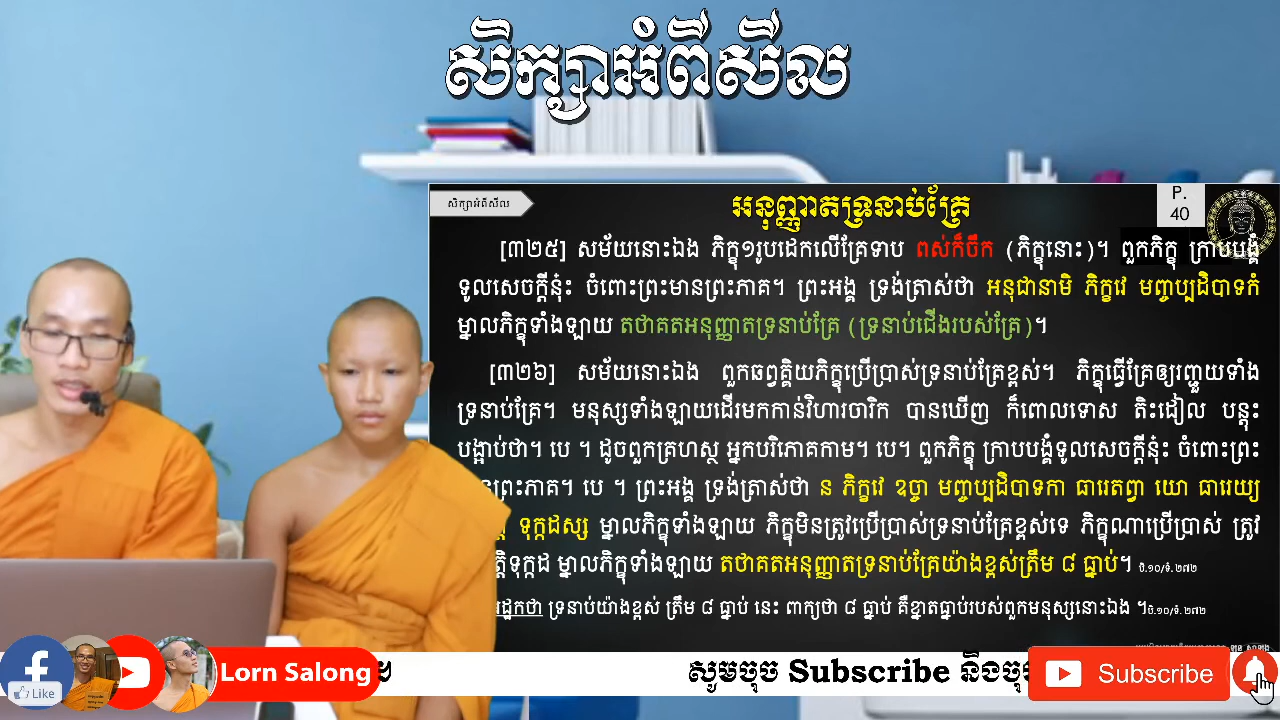 សិក្សាអំពីសីល
សិក្សាអំពីសីល
អនុញ្ញាតទ្រនាប់គ្រែ
P.
40
[៣២៥] សម័យនោះឯង ភិក្ខុ១រូបដេកលើគ្រែទាប ពស់ក៏ចឹក (ភិក្ខុនោះ)។ ពួកភិក្ខុ ក្រាបបង្គំ
ទូលសេចក្តីនុ៎ះ ចំពោះព្រះមានព្រះភាគ។ ព្រះអង្គ ទ្រង់ត្រាស់ថា អនុជានាមិ ភិក្ខវេ មញ្ចប្បដិបាទកំ
ម្នាលភិក្ខុទាំងឡាយ តថាគតអនុញ្ញាតទ្រនាប់គ្រែ (ទ្រនាប់ជើងរបស់គ្រែ)។
[៣២៦] សម័យនោះឯង ពួកឆព្វគ្គិយភិក្ខុប្រើប្រាស់ទ្រនាប់គ្រែខ្ពស់។ ភិក្ខុធ្វើគ្រែឲ្យរញ្ជួយទាំង
ទ្រនាប់គ្រែ។ មនុស្សទាំងឡាយដើរមកកាន់វិហារចារិក បានឃើញ ក៏ពោលទោស តិះដៀល បន្តុះ
បង្អាប់ថា។ បេ ។ ដូចពួកគ្រហស្ថ អ្នកបរិភោគកាម។ បេ។ ពួកភិក្ខុ ក្រាបបង្គំទូលសេចក្តីនុ៎ះ ចំពោះព្រះ
ព្រះភាគ។ បេ ។ ព្រះអង្គ ទ្រង់ត្រាស់ថា ន ភិក្ខវេ ឧច្ចា មញ្ចប្បដិបាទកា ធារេតព្វា យោ ធារេយ្យ
ទុក្កដស្ស ម្នាលភិក្ខុទាំងឡាយ ភិក្ខុមិនត្រូវប្រើប្រាស់ទ្រនាប់គ្រែខ្ពស់ទេ ភិក្ខុណាប្រើប្រាស់ ត្រូវ
ត្តិទុក្កដ ម្នាលភិក្ខុទាំងឡាយ តថាគតអនុញ្ញាតទ្រនាប់គ្រែយ៉ាងខ្ពស់ត្រឹម ៨ ធ្នាប់។ បិ.១០/ទំ.២៧២
ដ្ឋកថា ទ្រនាប់យ៉ាងខ្ពស់ ត្រឹម ៨ ធ្នាប់ នេះ ពាក្យថា ៨ ធ្នាប់ គឺខ្នាតធ្នាប់របស់ពួកមនុស្សនោះឯង ។បិ.១០/ទំ.២៧២
Like
Lorn Salong
សូមចុច Subscribe នឹងចុច
Subscribe